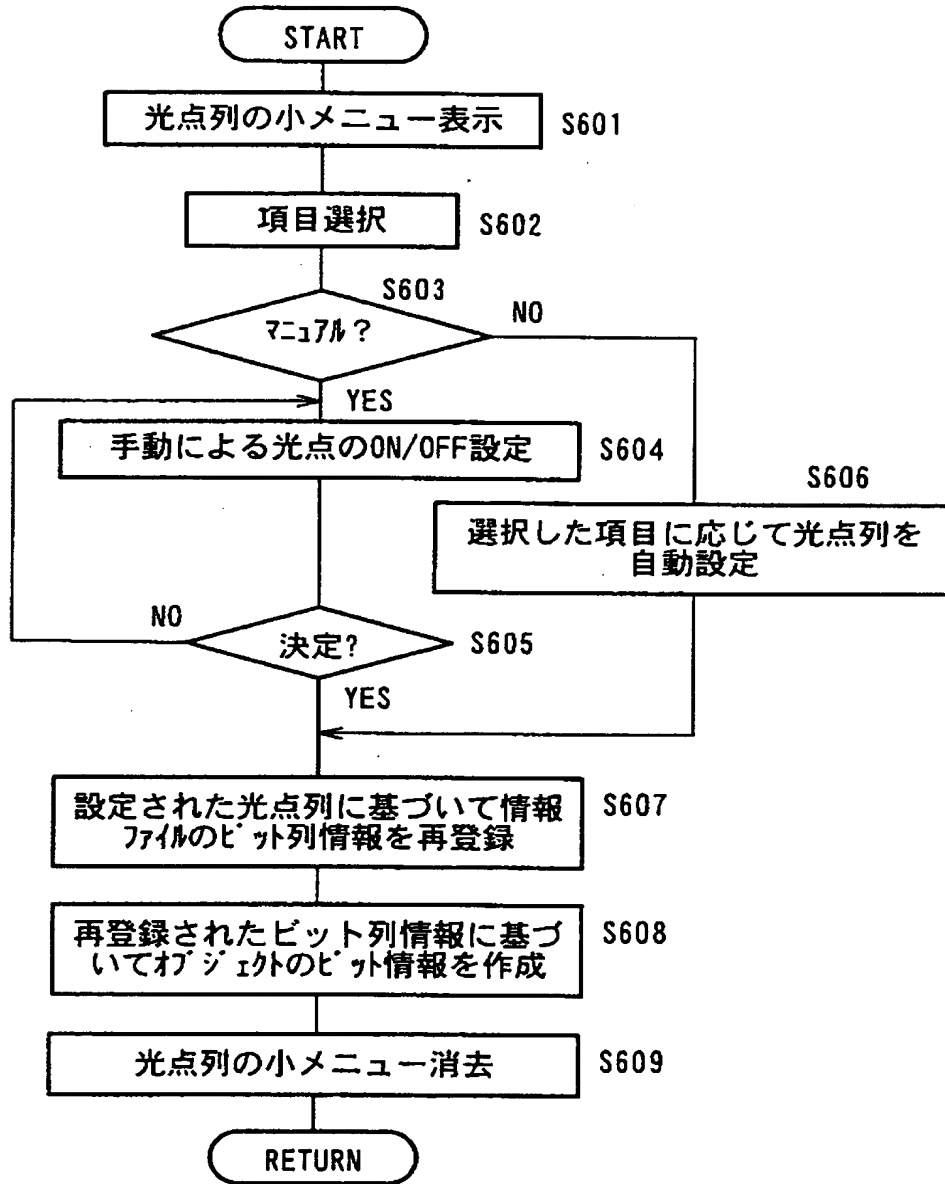 START
光点列の小メニュー表示 S601
項目選択 S602
S603
マニュアル? NO
YES
手動による光点のON/OFF設定 S604
S606
選択した項目に応じて光点列を
自動設定
NO
決定? S605
YES
設定された光点列に基づいて情報 S607
ファイルのビット列情報を再登録
再登録されたビット列情報に基づ S608
いてオブジェクトのビット情報を作成
光点列の小メニュー消去 S609
RETURN